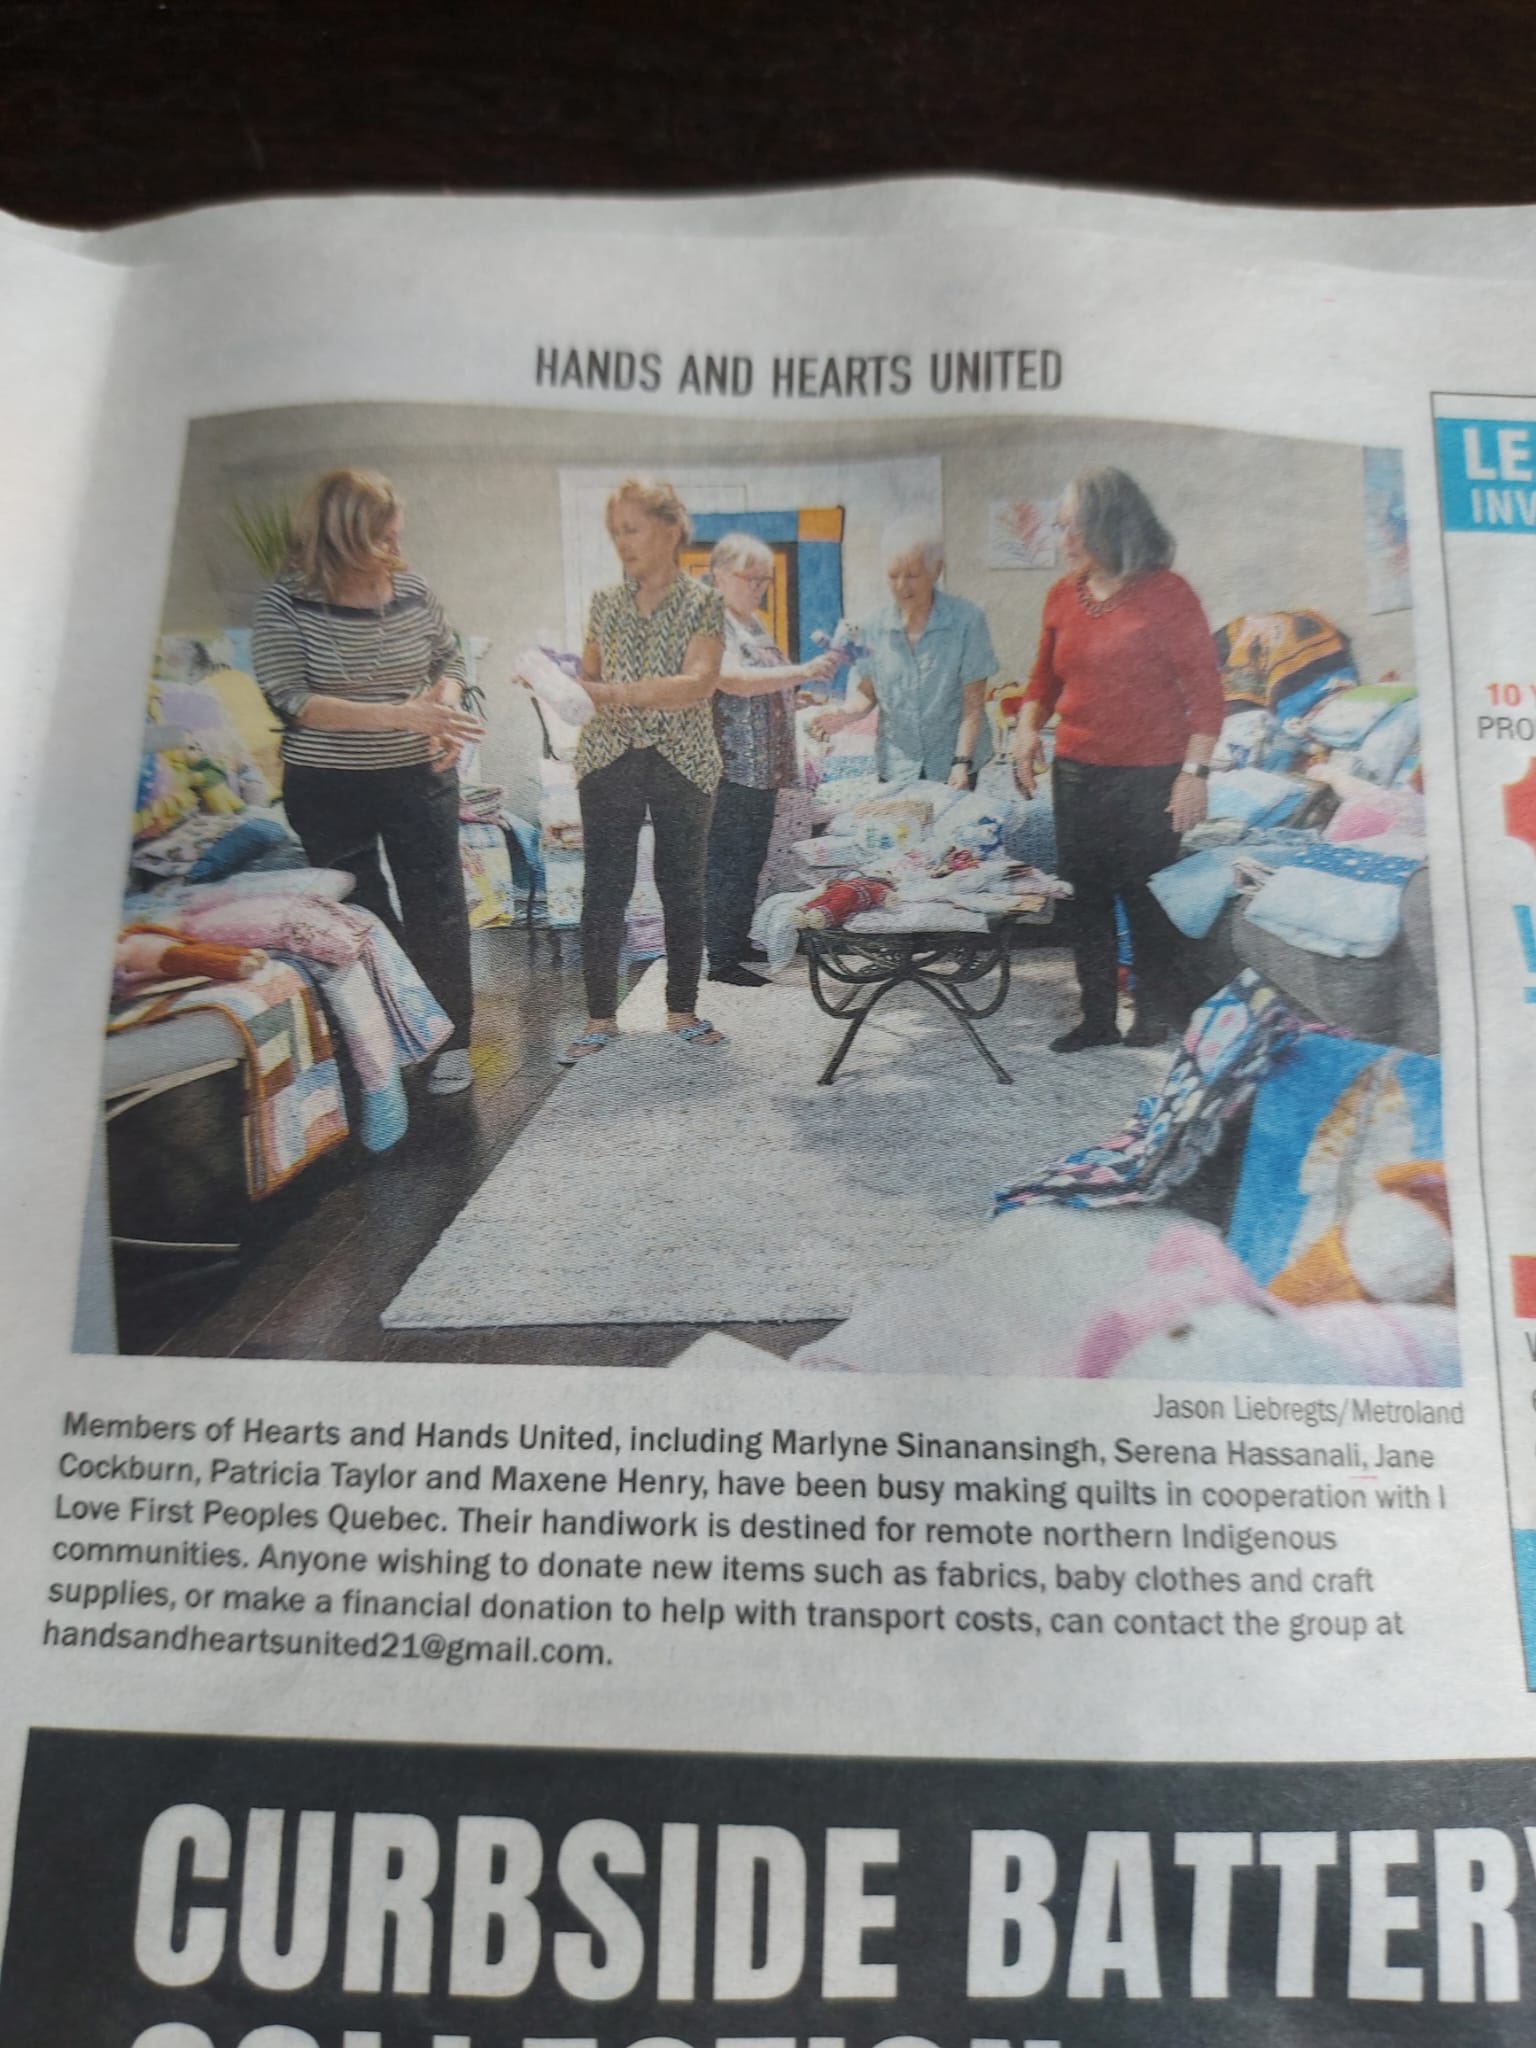 HANDS AND HEARTS UNITED
Jason Liebregts/Metroland
Members of Hearts and Hands United, including Marlyne Sinanansingh, Serena Hassanali, Jane
Cockburn, Patricia Taylor and Maxene Henry, have been busy making quilts in cooperation with I
Love First Peoples Quebec. Their handiwork is destined for remote northern Indigenous
communities. Anyone wishing to donate new items such as fabrics, baby clothes and craft
supplies, or make a financial donation to help with transport costs, can contact the group at
handsandheartsunited21@gmail.com.
LE
INV
10
PRO
CURBSIDE BATTERY